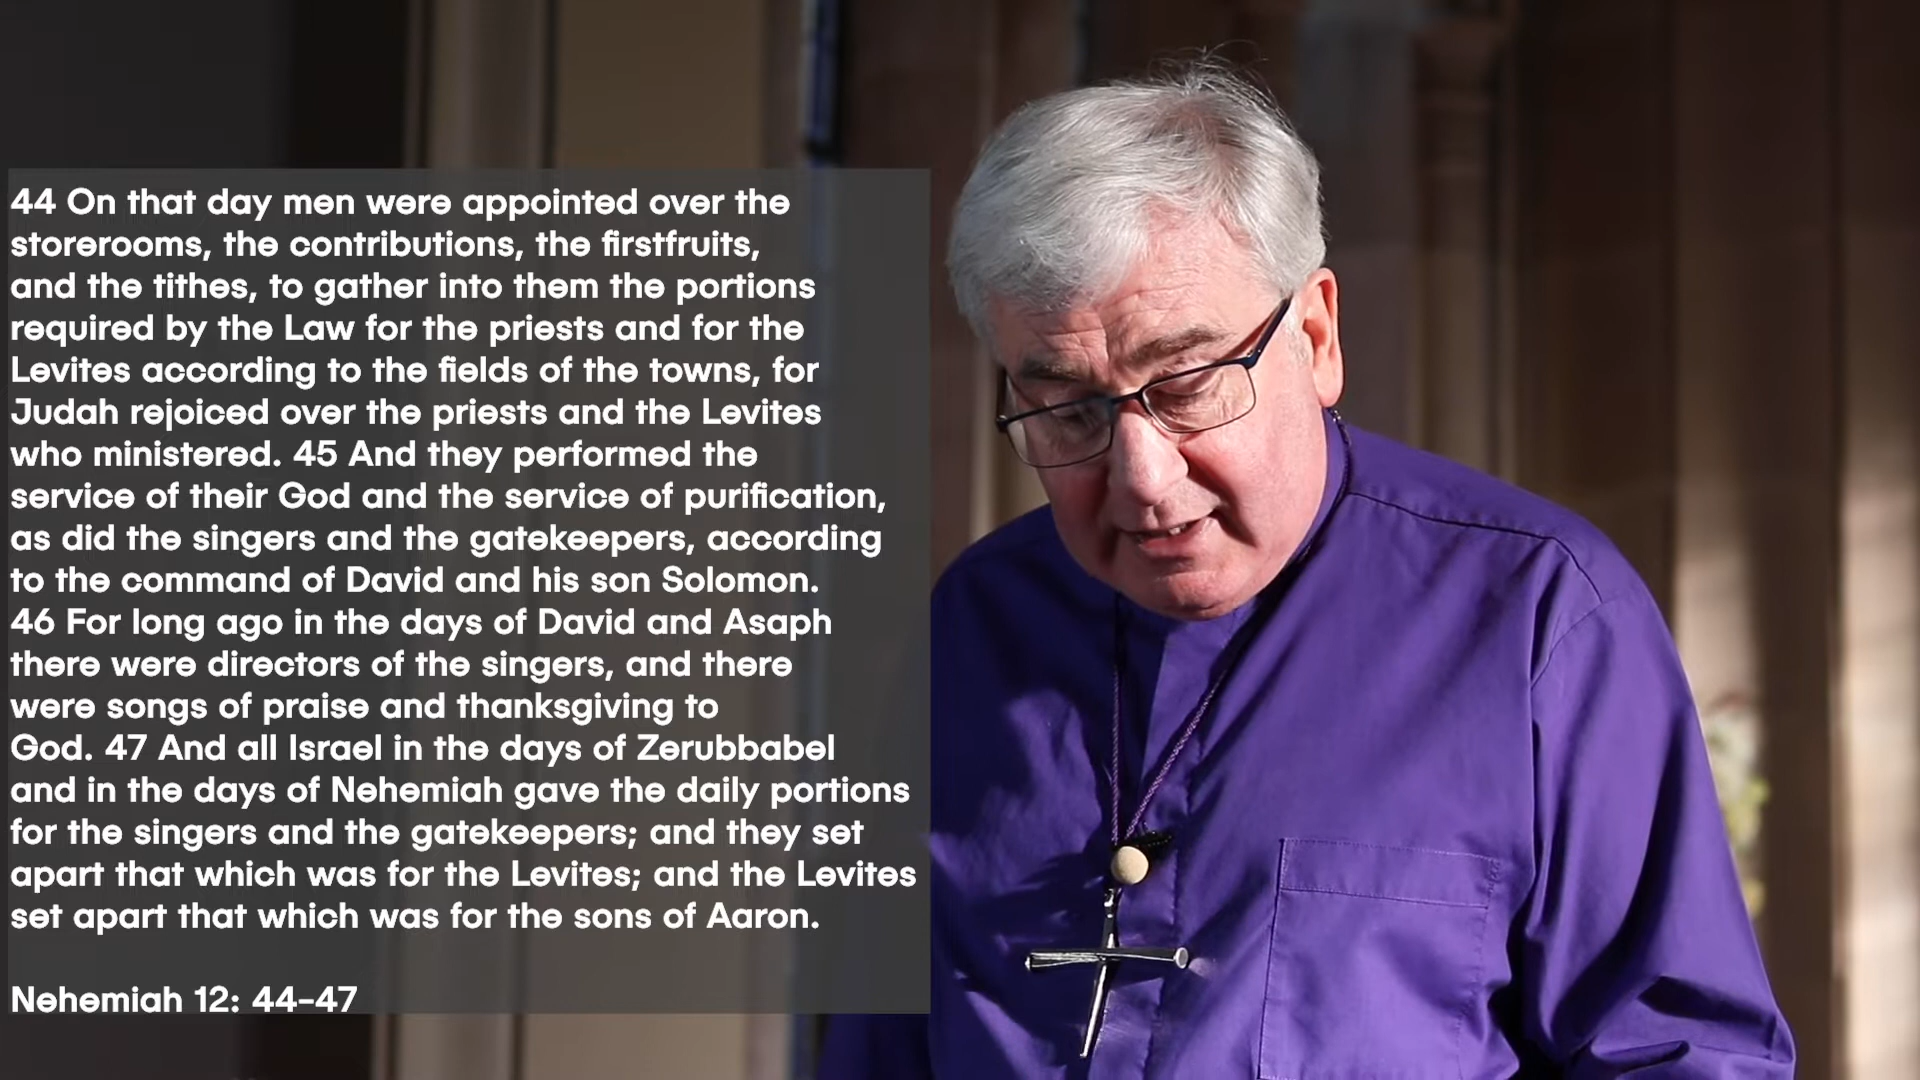 44 On that day men were appointed over the
storerooms, the contributions, the firstfruits,
and the tithes, to gather into them the portions
required by the Law for the priests and for the
Levites according to the fields of the towns, for
Judah rejoiced over the priests and the Levites
who ministered. 45 And they performed the
service of their God and the service of purification,
as did the singers and the gatekeepers, according
to the command of David and his son Solomon.
46 For long ago in the days of David and Asaph
there were directors of the singers, and there
were songs of praise and thanksgiving to
God. 47 And all Israel in the days of Zerubbabel
and in the days of Nehemiah gave the daily portions
for the singers and the gatekeepers; and they set
apart that which was for the Levites; and the Levites
set apart that which was for the sons of Aaron.
Nehemiah 12: 44-47